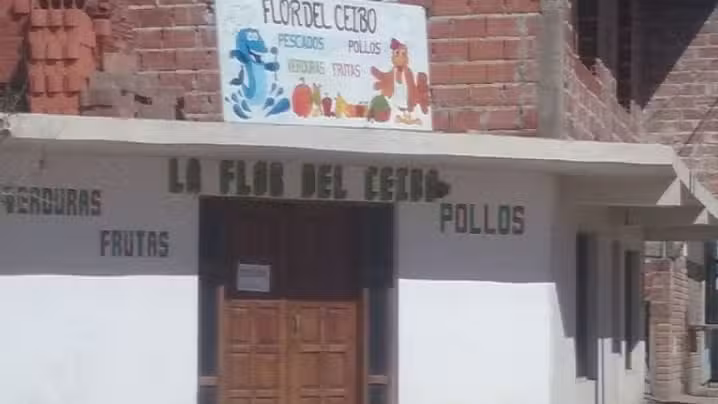 FLOR DEL CEIBO
PESCADOS POLLOS
VERDURAS FRUTAS
LA FLOR DEL CEIBO
VERDURAS
POLLOS
FRUTAS